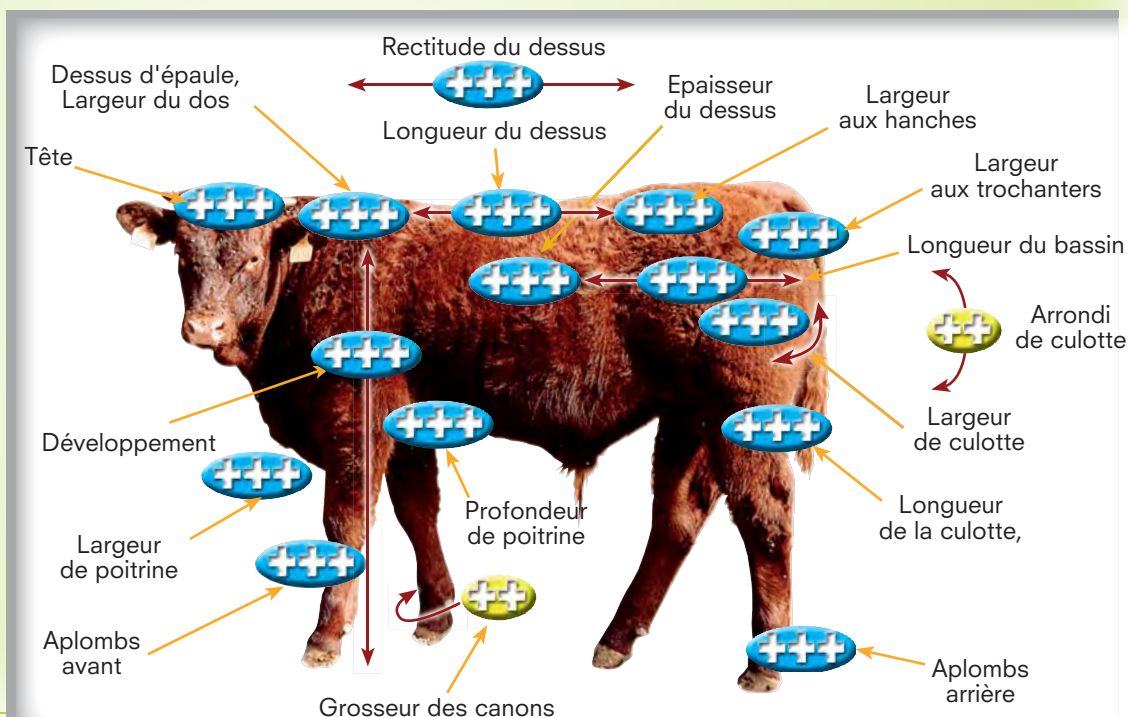 Rectitude du dessus
+++
Dessus d'épaule,
Largeur du dos
Epaisseur
du dessus
Largeur
aux hanches
Longueur du dessus
Tête
Largeur
aux trochanters
+++
+++
+++
+++
+++
Longueur du bassin
+++
+++
Arrondi
de culotte
++
+++
+++
Développement
Largeur
de culotte
+++
+++
+++
Profondeur
de poitrine
Longueur
de la culotte,
Largeur
de poitrine
+++
++
Aplombs
avant
+++
Aplombs
arrière
Grosseur des canons